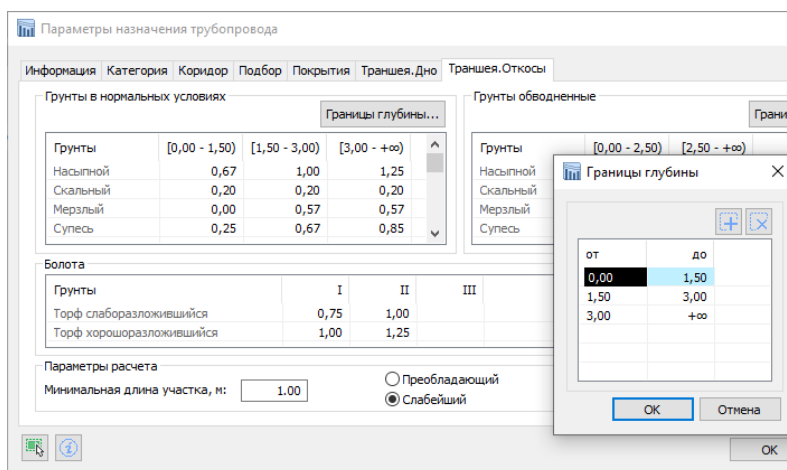 Параметры назначения трубопровода
Информация Категория Коридор Подбор Покрытия Траншея.Дно Траншея.Откосы
Грунты в нормальных условиях
Границы глубины...
Грунты [0,00 - 1,50) [1,50 - 3,00) [3,00 - +∞)
Насыпной 0,67 1,00 1,25
Скальный 0,20 0,20 0,20
Мерзлый 0,00 0,57 0,57
Супесь 0,25 0,67 0,85
Грунты обводненные
Грани
Грунты [0,00 - 2,50) [2,50 - +∞)
Насыпной
Скальный
Мерзлый
Супесь
Болота
Грунты I II III
Торф слаборазложившийся 0,75 1,00
Торф хорошоразложившийся 1,00 1,25
Параметры расчета
Минимальная длина участка, м: 1.00
Преобладающий
Слабейший
OK
Границы глубины
от до
0,00 1,50
1,50 3,00
3,00 +∞
OK Отмена